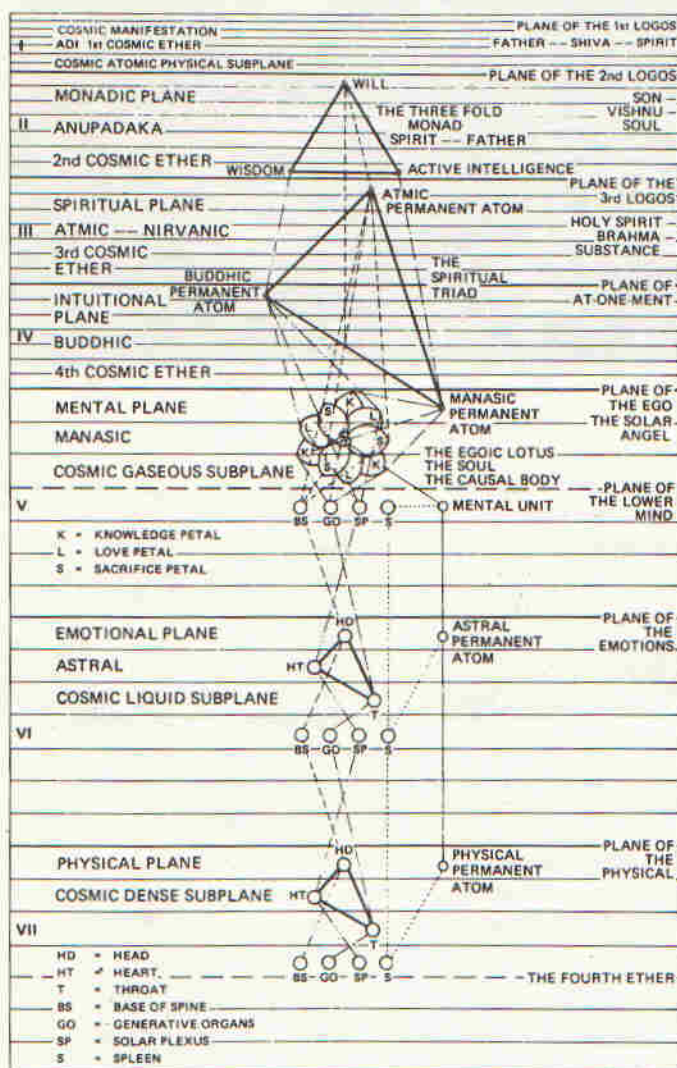 COSMIC MANIFESTATION
PLANE OF THE 1st LOGOS
I ADI 1st COSMIC ETHER
FATHER -- SHIVA -- SPIRIT
COSMIC ATOMIC PHYSICAL SUBPLANE
PLANE OF THE 2nd LOGOS
WILL
MONADIC PLANE
THE THREE FOLD
MONAD
SPIRIT -- FATHER
SON -
VISHNU -
SOUL
II ANUPADAKA
2nd COSMIC ETHER
WISDOM
ACTIVE INTELLIGENCE
PLANE OF THE
3rd LOGOS
ATMIC
PERMANENT ATOM
SPIRITUAL PLANE
III ATMIC -- NIRVANIC
HOLY SPIRIT -
BRAHMA -
SUBSTANCE
3rd COSMIC
ETHER
BUDDHIC
PERMANENT
ATOM
THE
SPIRITUAL
TRIAD
PLANE OF
AT-ONE-MENT
INTUITIONAL
PLANE
IV BUDDHIC
4th COSMIC ETHER
MENTAL PLANE
MANASIC
PERMANENT
ATOM
PLANE OF
THE EGO
THE SOLAR
ANGEL
K
S
L
L
S
S
K
S
L
K
MANASIC
COSMIC GASEOUS SUBPLANE
THE EGOIC LOTUS
THE SOUL
THE CAUSAL BODY
V
BS GO SP S
MENTAL UNIT
PLANE OF
THE LOWER
MIND
K = KNOWLEDGE PETAL
L = LOVE PETAL
S = SACRIFICE PETAL
HD
EMOTIONAL PLANE
ASTRAL
PERMANENT
ATOM
PLANE OF
THE
EMOTIONS
ASTRAL
HT
COSMIC LIQUID SUBPLANE
T
VI
BS GO SP S
HD
PHYSICAL PLANE
PHYSICAL
PERMANENT
ATOM
PLANE OF
THE
PHYSICAL
COSMIC DENSE SUBPLANE
HT
VII
T
BS GO SP S
THE FOURTH ETHER
HD = HEAD
HT = HEART
T = THROAT
BS = BASE OF SPINE
GO = GENERATIVE ORGANS
SP = SOLAR PLEXUS
S = SPLEEN